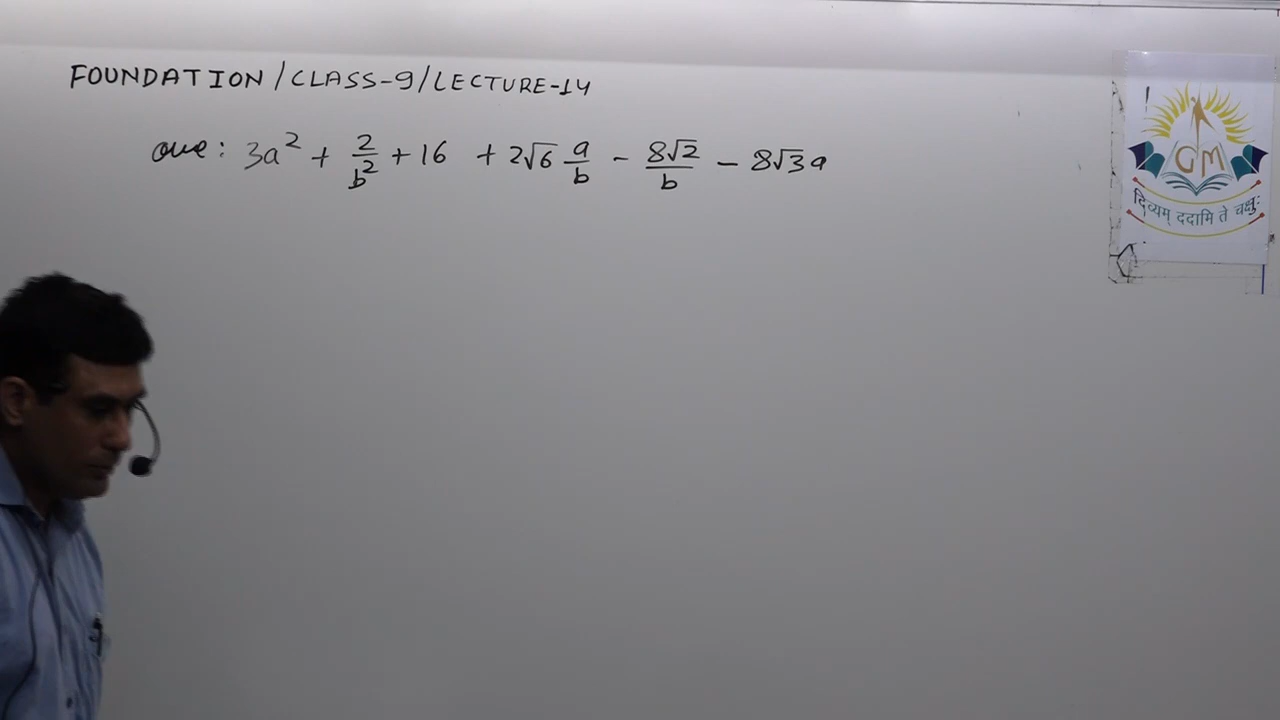 FOUNDATION/CLASS-9/LECTURE-14
Que: 3a² + 2/b² + 16 + 2√6 a/b - 8√2/b - 8√3a
GM
दिव्यम् ददामि ते चक्षुः